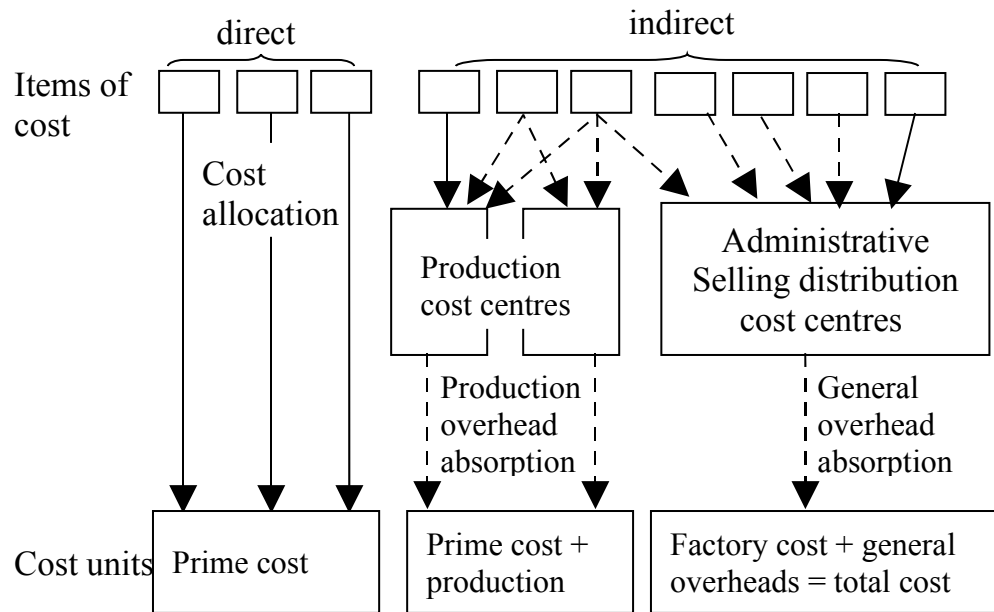 direct
indirect
Items of
cost
Cost
allocation
Production
cost centres
Administrative
Selling distribution
cost centres
Production
overhead
absorption
General
overhead
absorption
Cost units
Prime cost
Prime cost +
production
Factory cost + general
overheads = total cost